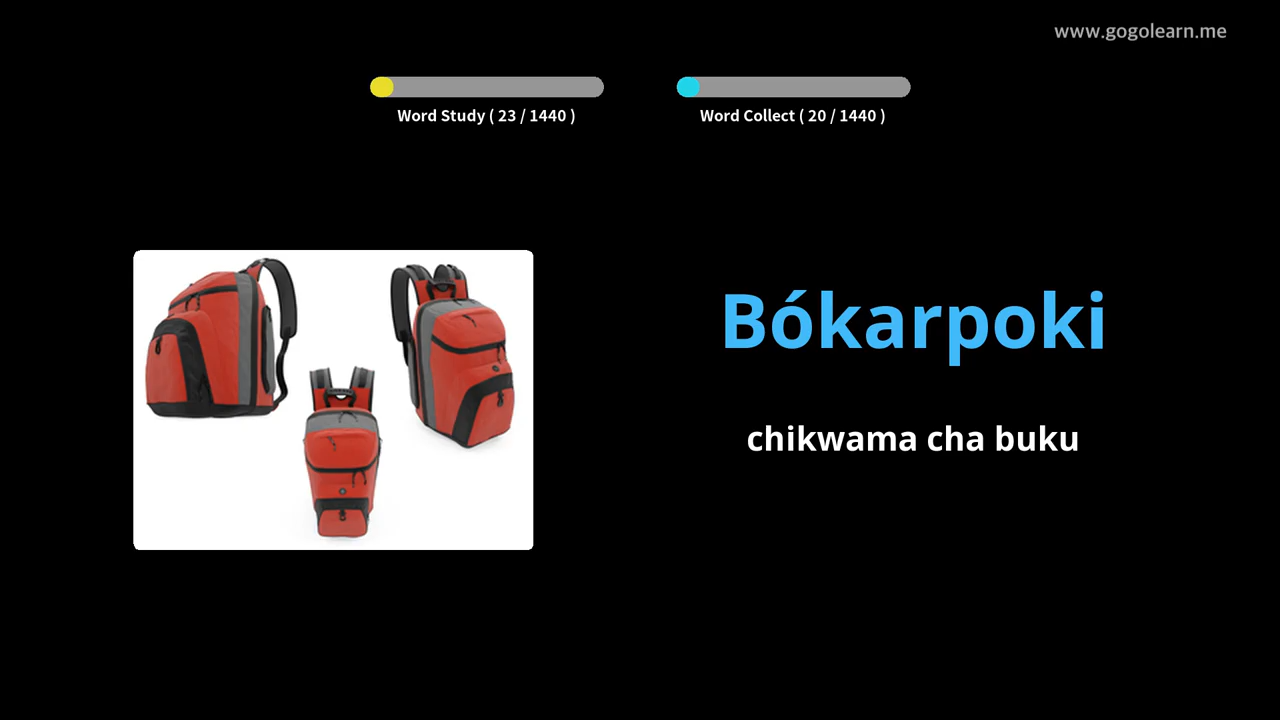 www.gogolearn.me
Word Study ( 23 / 1440 )
Word Collect ( 20 / 1440 )
Bókarpoki
chikwama cha buku